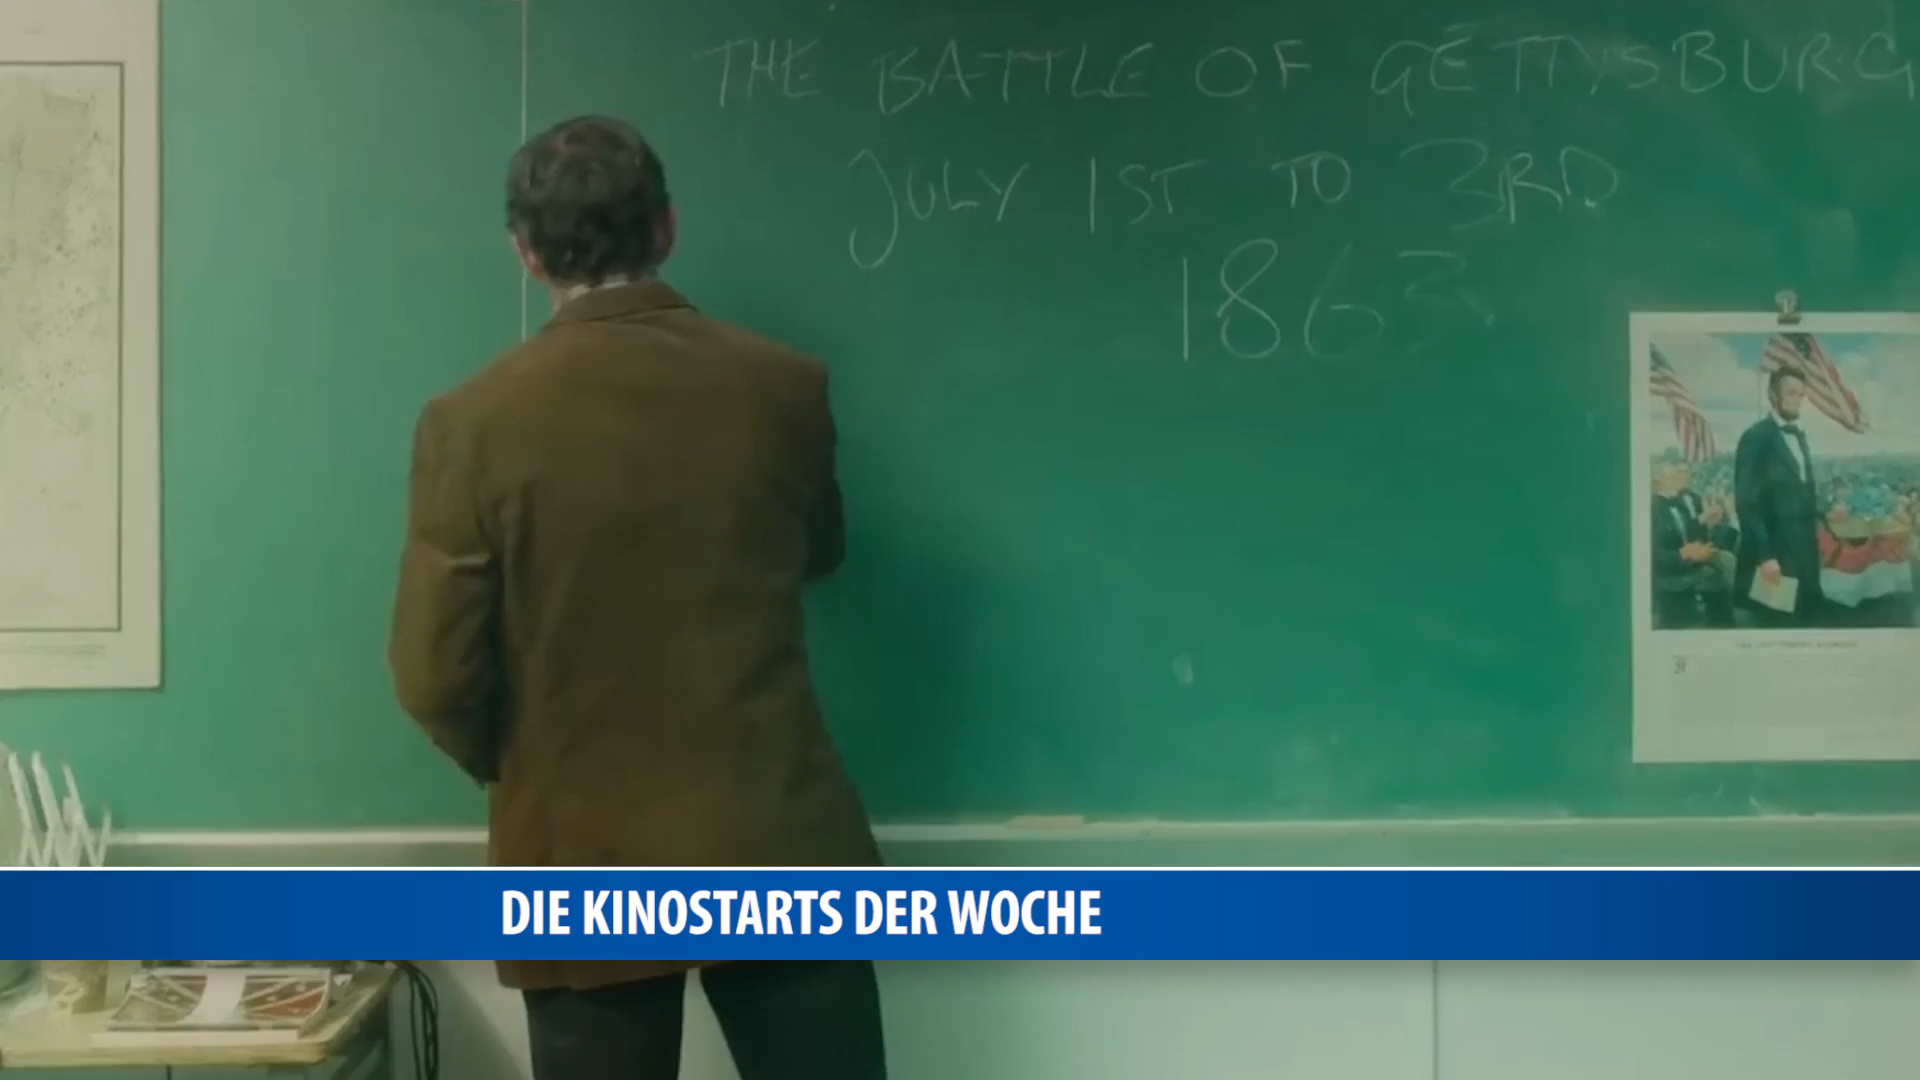 THE BATTLE OF GETTYSBURG
JULY 1ST TO 3RD
1863
DIE KINOSTARTS DER WOCHE